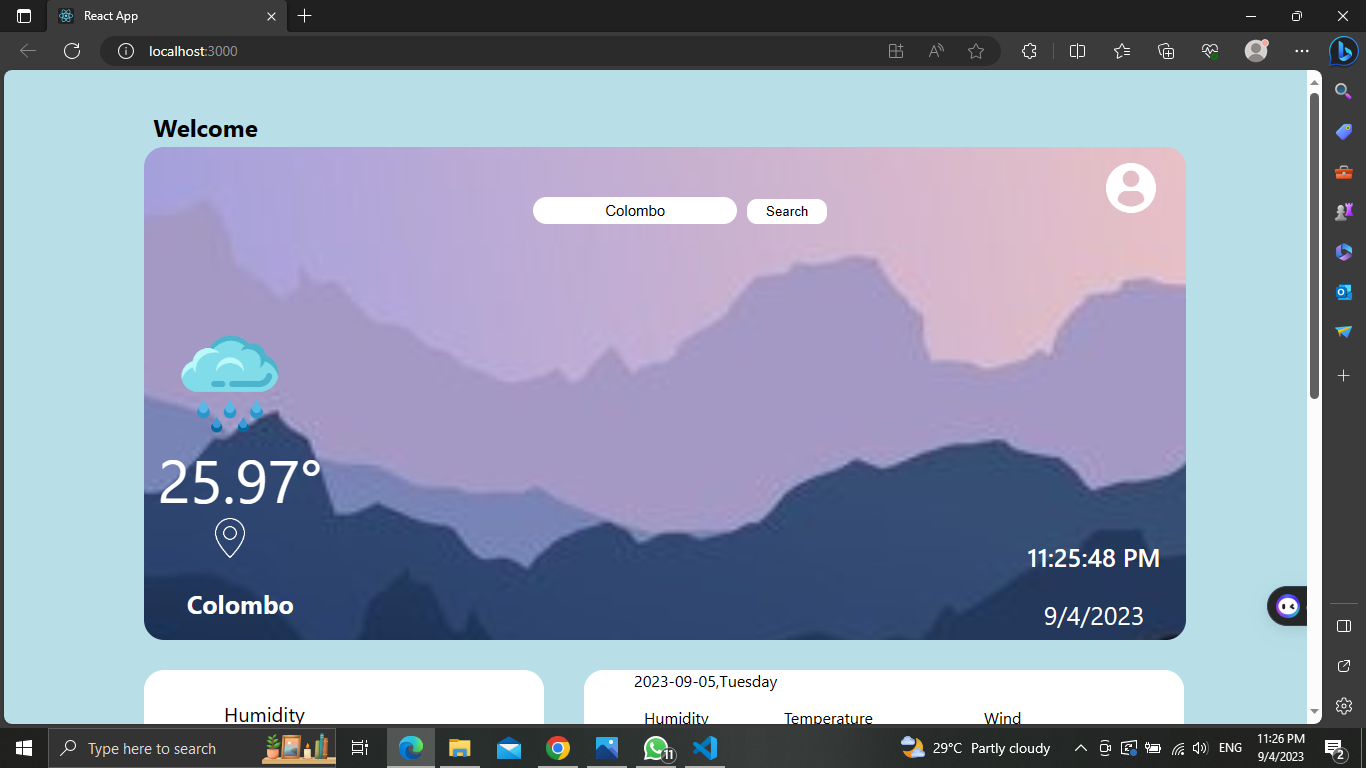 React App
localhost:3000
Welcome
Colombo
Search
25.97°
Colombo
11:25:48 PM
9/4/2023
Humidity
2023-09-05,Tuesday
Humidity Temperature Wind
Type here to search
11
29°C Partly cloudy
ENG
11:26 PM
9/4/2023
2